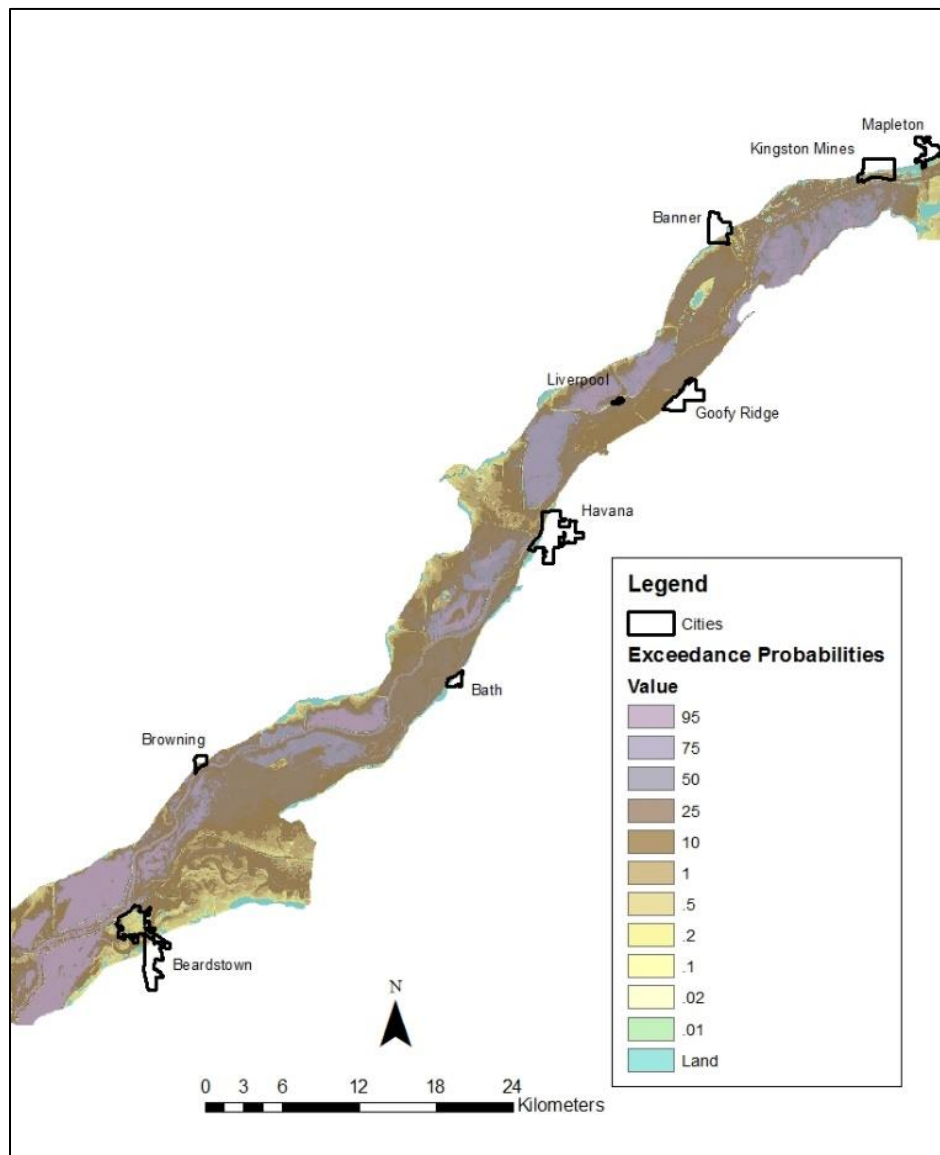 Mapleton
Kingston Mines
Banner
Liverpool
Goofy Ridge
Havana
Bath
Browning
Beardstown
Legend
Cities
Exceedance Probabilities
Value
95
75
50
25
10
1
.5
.2
.1
.02
.01
Land
N
0 3 6 12 18 24
Kilometers